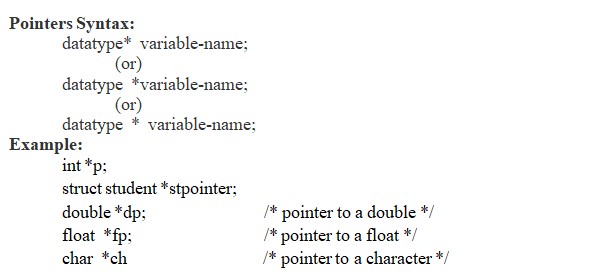 Pointers Syntax:
datatype* variable-name;
(or)
datatype *variable-name;
(or)
datatype * variable-name;
Example:
int *p;
struct student *stpointer;
double *dp; /* pointer to a double */
float *fp; /* pointer to a float */
char *ch /* pointer to a character */